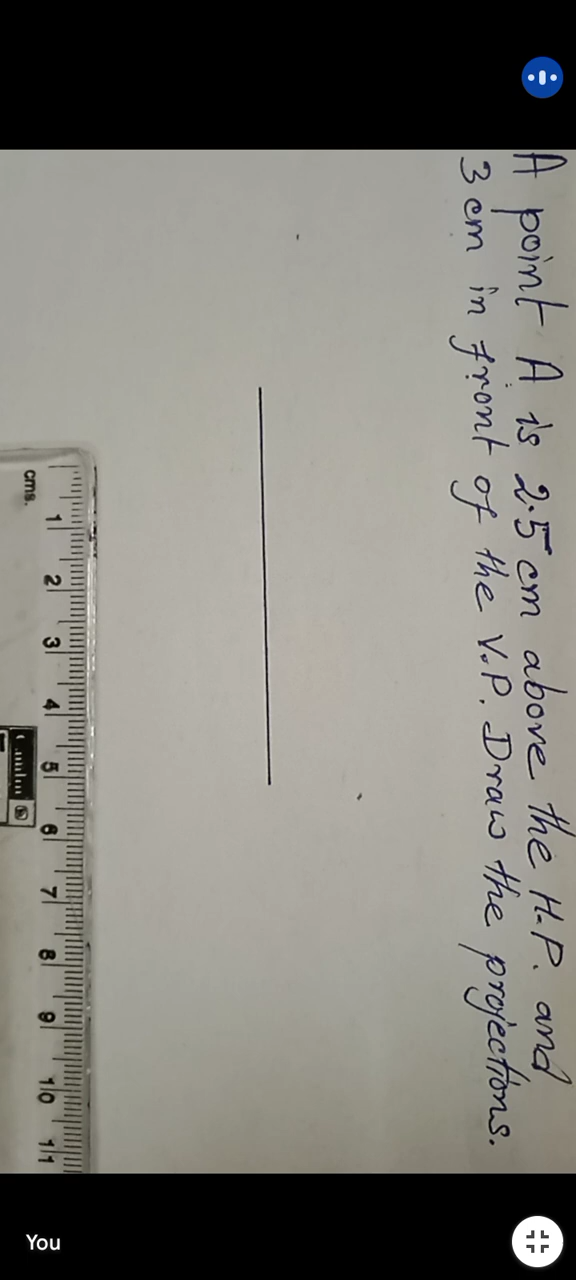 A point A is 2.5 cm above the H.P. and
3 cm in front of the V.P. Draw the projections.
cms. 1 2 3 4 5 6 7 8 9 10 11
You